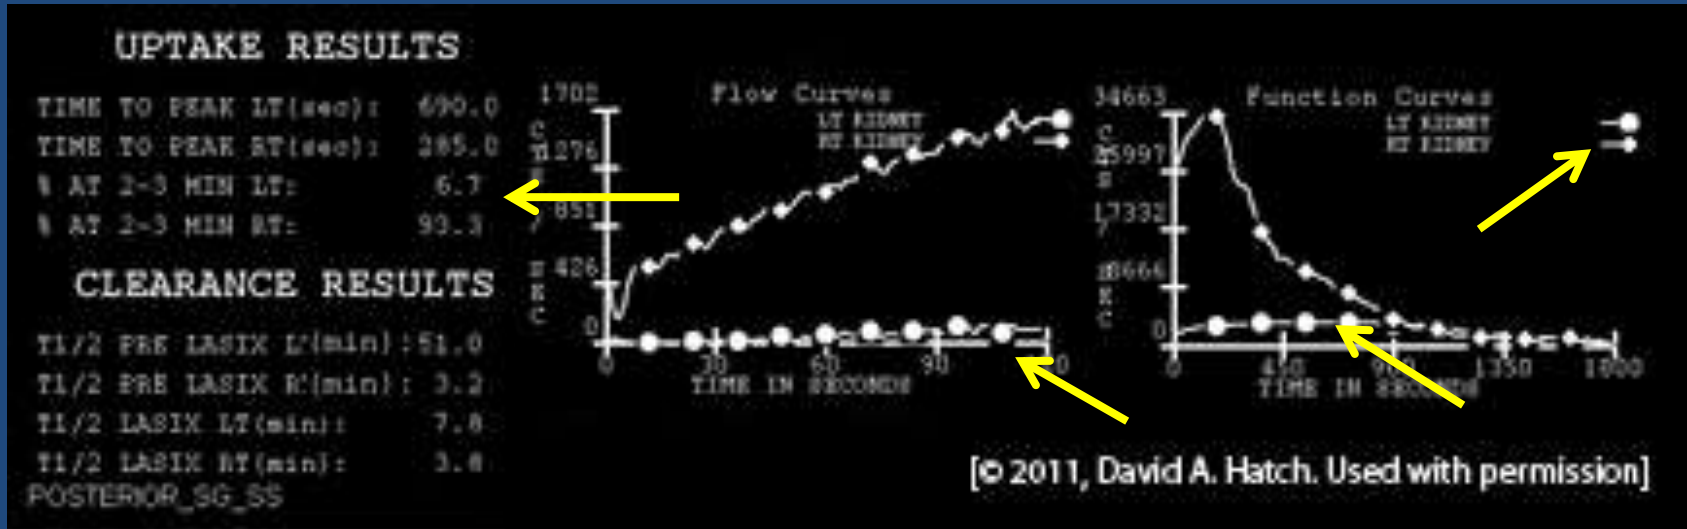 UPTAKE RESULTS
TIME TO PEAK LT(sec): 690.0
TIME TO PEAK RT(sec): 285.0
% AT 2-3 MIN LT: 6.7
% AT 2-3 MIN RT: 93.3
CLEARANCE RESULTS
T1/2 PRE LASIX LT(min): 51.0
T1/2 PRE LASIX RT(min): 3.2
T1/2 LASIX LT(min): 7.8
T1/2 LASIX RT(min): 3.8
POSTERIOR_SG_SS
Flow Curves
LT KIDNEY
RT KIDNEY
1702
1276
851
426
0
0 30 60 90
TIME IN SECONDS
Function Curves
LT KIDNEY
RT KIDNEY
34663
25997
17332
8666
0
0 450 900 1350 1800
TIME IN SECONDS
[© 2011, David A. Hatch. Used with permission]